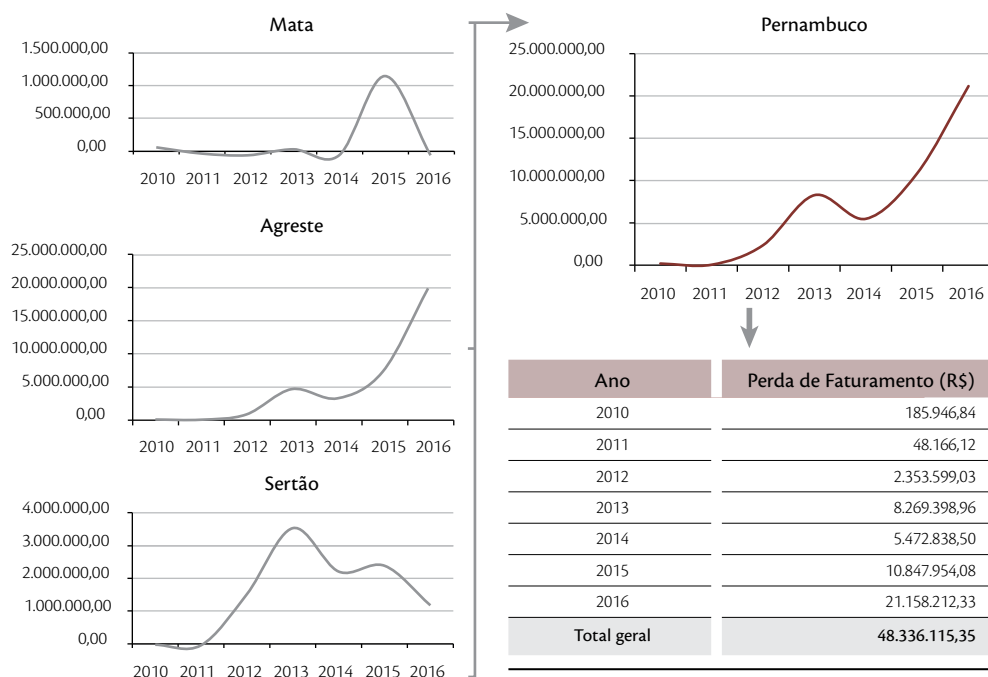 Mata
1.500.000,00
1.000.000,00
500.000,00
0,00
2010 2011 2012 2013 2014 2015 2016
Agreste
25.000.000,00
20.000.000,00
15.000.000,00
10.000.000,00
5.000.000,00
0,00
2010 2011 2012 2013 2014 2015 2016
Sertão
4.000.000,00
3.000.000,00
2.000.000,00
1.000.000,00
0,00
2010 2011 2012 2013 2014 2015 2016
Pernambuco
25.000.000,00
20.000.000,00
15.000.000,00
10.000.000,00
5.000.000,00
0,00
2010 2011 2012 2013 2014 2015 2016
Ano Perda de Faturamento (R$)
2010 185.946,84
2011 48.166,12
2012 2.353.599,03
2013 8.269.398,96
2014 5.472.838,50
2015 10.847.954,08
2016 21.158.212,33
Total geral 48.336.115,35